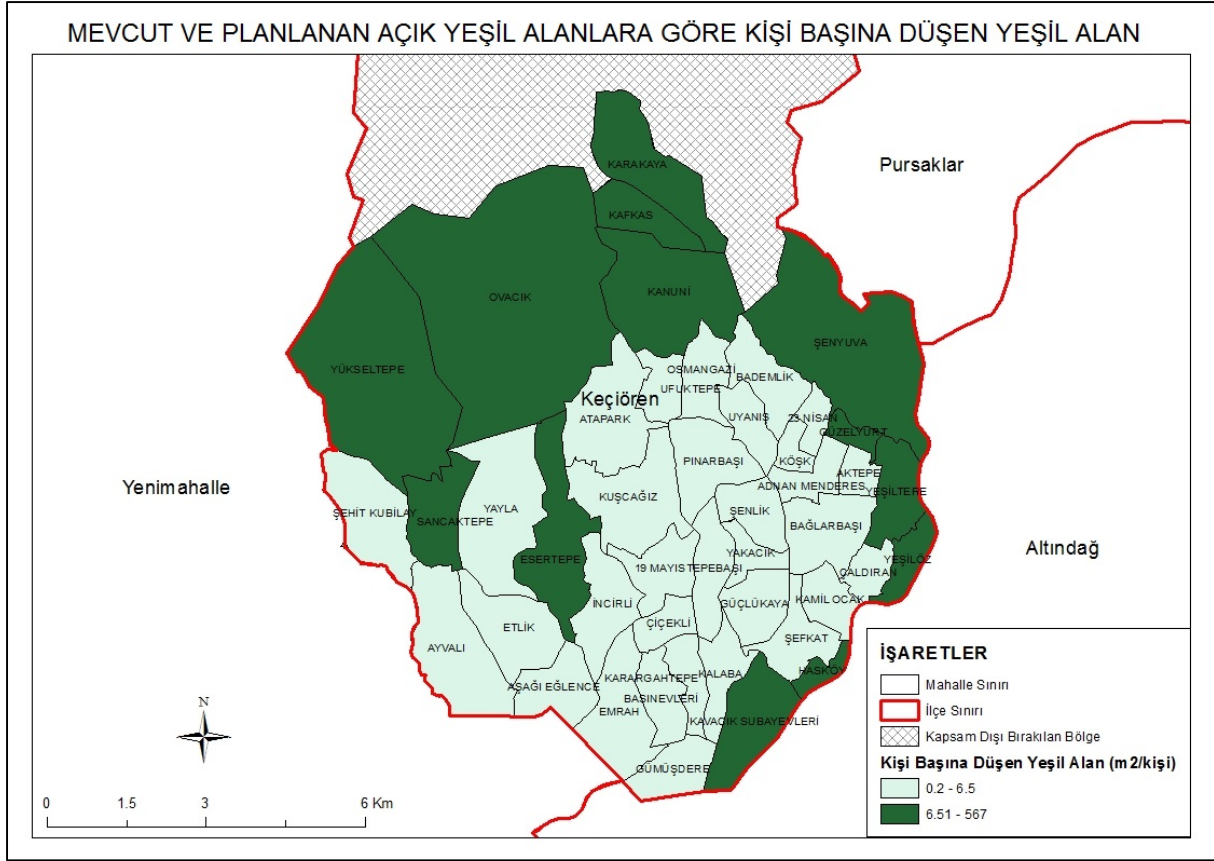 MEVCUT VE PLANLANAN AÇIK YEŞİL ALANLARA GÖRE KİŞİ BAŞINA DÜŞEN YEŞİL ALAN
Pursaklar
KARAKAYA
KAFKAS
OVACIK
KANUNİ
ŞENYUVA
YÜKSELTEPE
OSMANGAZİ
BADEMLİK
UFUKTEPE
Keçiören
ATAPARK
UYANIS
23 NİSAN
GÜZELYURT
PINARBAŞI
KÖŞKT
AKTEPE
Yenimahalle
ADNAN MENDERES
YEŞİLTEPE
KUŞCAĞIZ
ŞEHİT KUBİLAY
SANCAKTEPE
YAYLA
ŞENLİK
BAĞLARBAŞI
Altındağ
ESERTEPE
YAKACIK
YEŞİLÖZ
19 MAYIS
TEPEBAŞI
ÇALDIRAN
İNCİRLİ
GÜÇLÜKAYA
KAMİL OCAK
ETLİK
ÇİÇEKLİ
ŞEFKAT
AYVALI
HASKÖY
KARARGAHTEPE
KALABA
AŞAĞI EĞLENCE
BASINEVLERİ
EMRAH
KAVACIK SUBAYEVLERİ
GÜMÜŞDERE
N
0 1.5 3 6 Km
İŞARETLER
Mahalle Sınırı
İlçe Sınırı
Kapsam Dışı Bırakılan Bölge
Kişi Başına Düşen Yeşil Alan (m2/kişi)
0.2 - 6.5
6.51 - 567